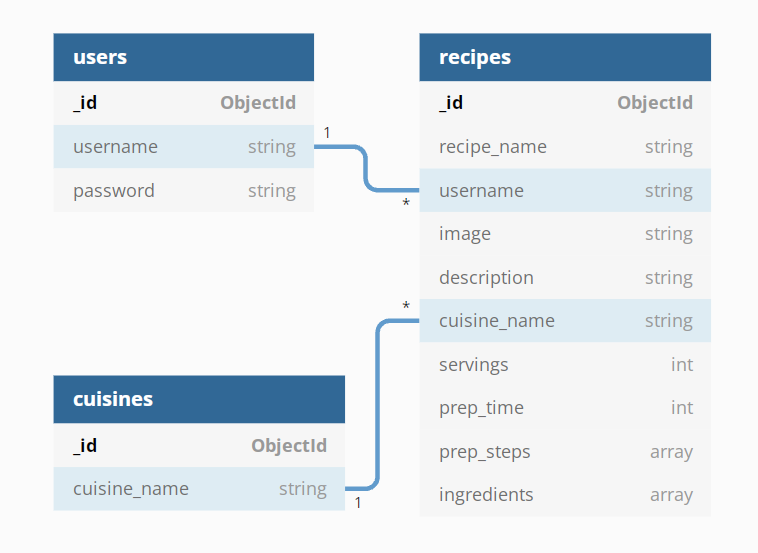 users
_id ObjectId
username string
password string
1
*
recipes
_id ObjectId
recipe_name string
username string
image string
description string
cuisine_name string
servings int
prep_time int
prep_steps array
ingredients array
*
1
cuisines
_id ObjectId
cuisine_name string